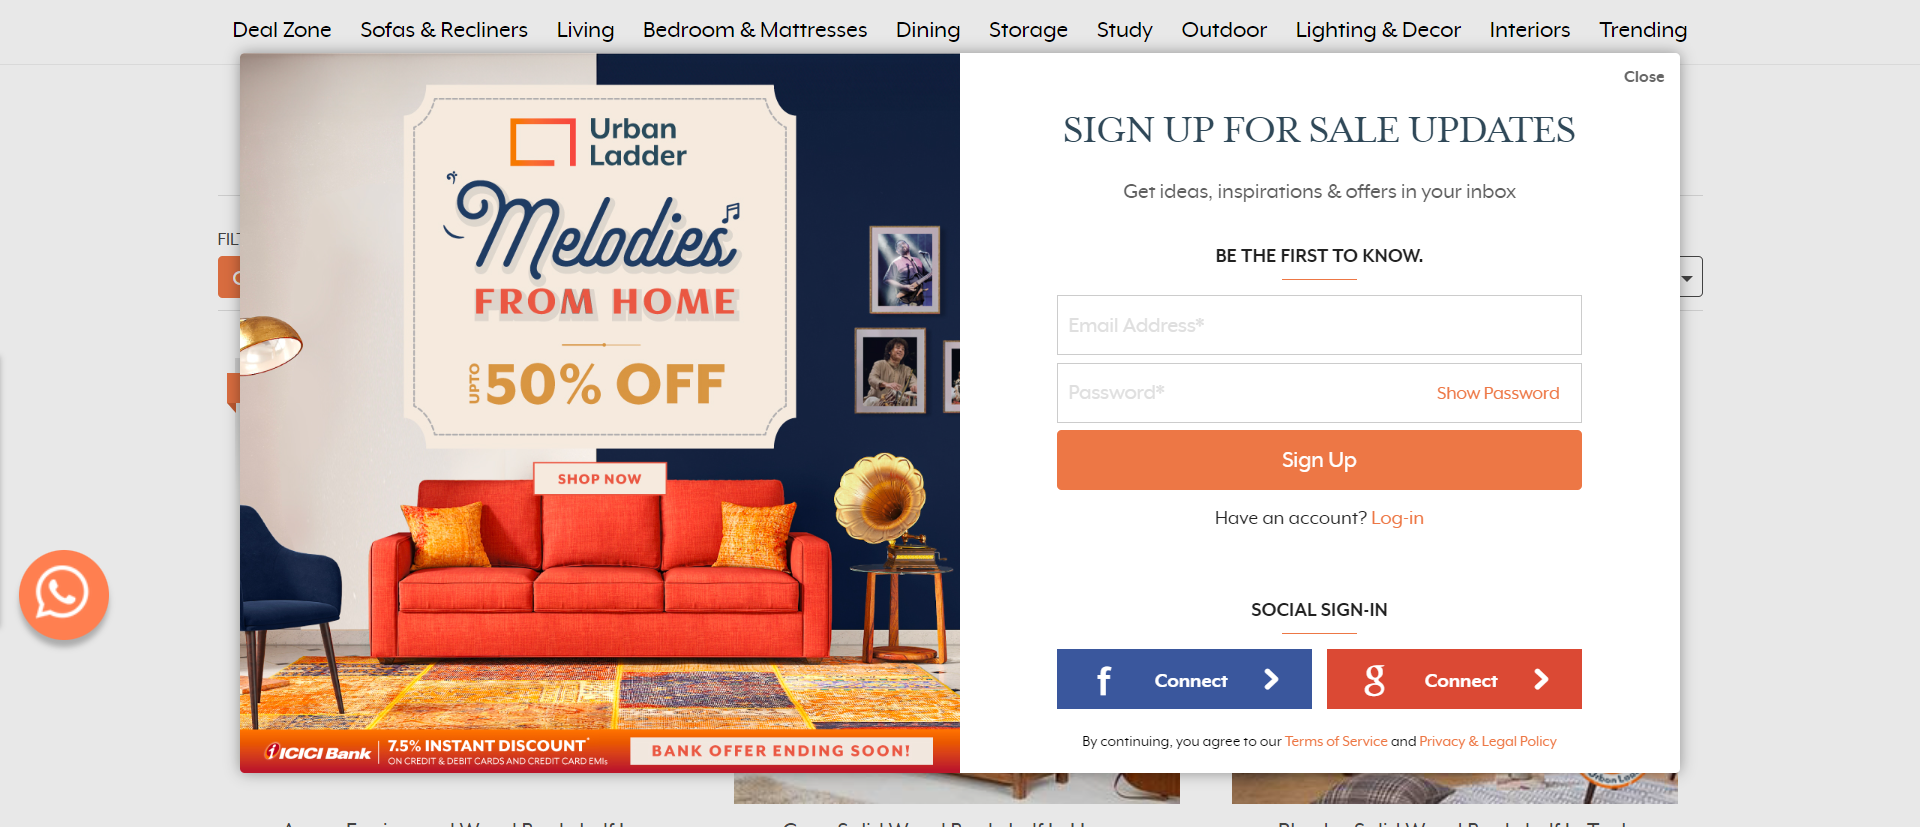 Deal Zone Sofas & Recliners Living Bedroom & Mattresses Dining Storage Study Outdoor Lighting & Decor Interiors Trending
Urban
Ladder
Melodies
FROM HOME
UPTO 50% OFF
SHOP NOW
ICICI Bank
7.5% INSTANT DISCOUNT*
ON CREDIT & DEBIT CARDS AND CREDIT CARD EMIs
BANK OFFER ENDING SOON!
Close
SIGN UP FOR SALE UPDATES
Get ideas, inspirations & offers in your inbox
BE THE FIRST TO KNOW.
Email Address*
Password* Show Password
Sign Up
Have an account? Log-in
SOCIAL SIGN-IN
f Connect
g Connect
By continuing, you agree to our Terms of Service and Privacy & Legal Policy